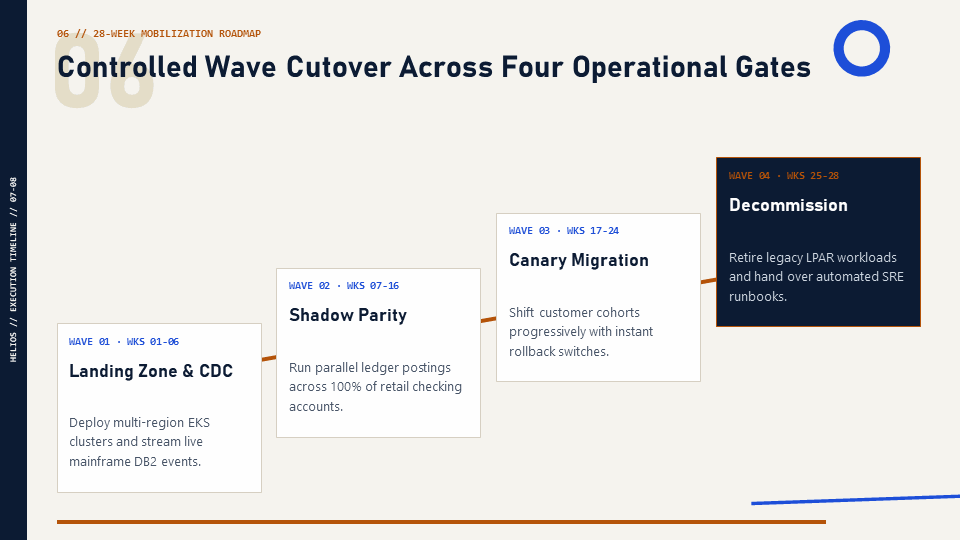 06 // 28-WEEK MOBILIZATION ROADMAP
06
Controlled Wave Cutover Across Four Operational Gates
HELIOS // EXECUTION TIMELINE // 07-08
WAVE 01 · WKS 01-06
Landing Zone & CDC
Deploy multi-region EKS
clusters and stream live
mainframe DB2 events.
WAVE 02 · WKS 07-16
Shadow Parity
Run parallel ledger postings
across 100% of retail checking
accounts.
WAVE 03 · WKS 17-24
Canary Migration
Shift customer cohorts
progressively with instant
rollback switches.
WAVE 04 · WKS 25-28
Decommission
Retire legacy LPAR workloads
and hand over automated SRE
runbooks.